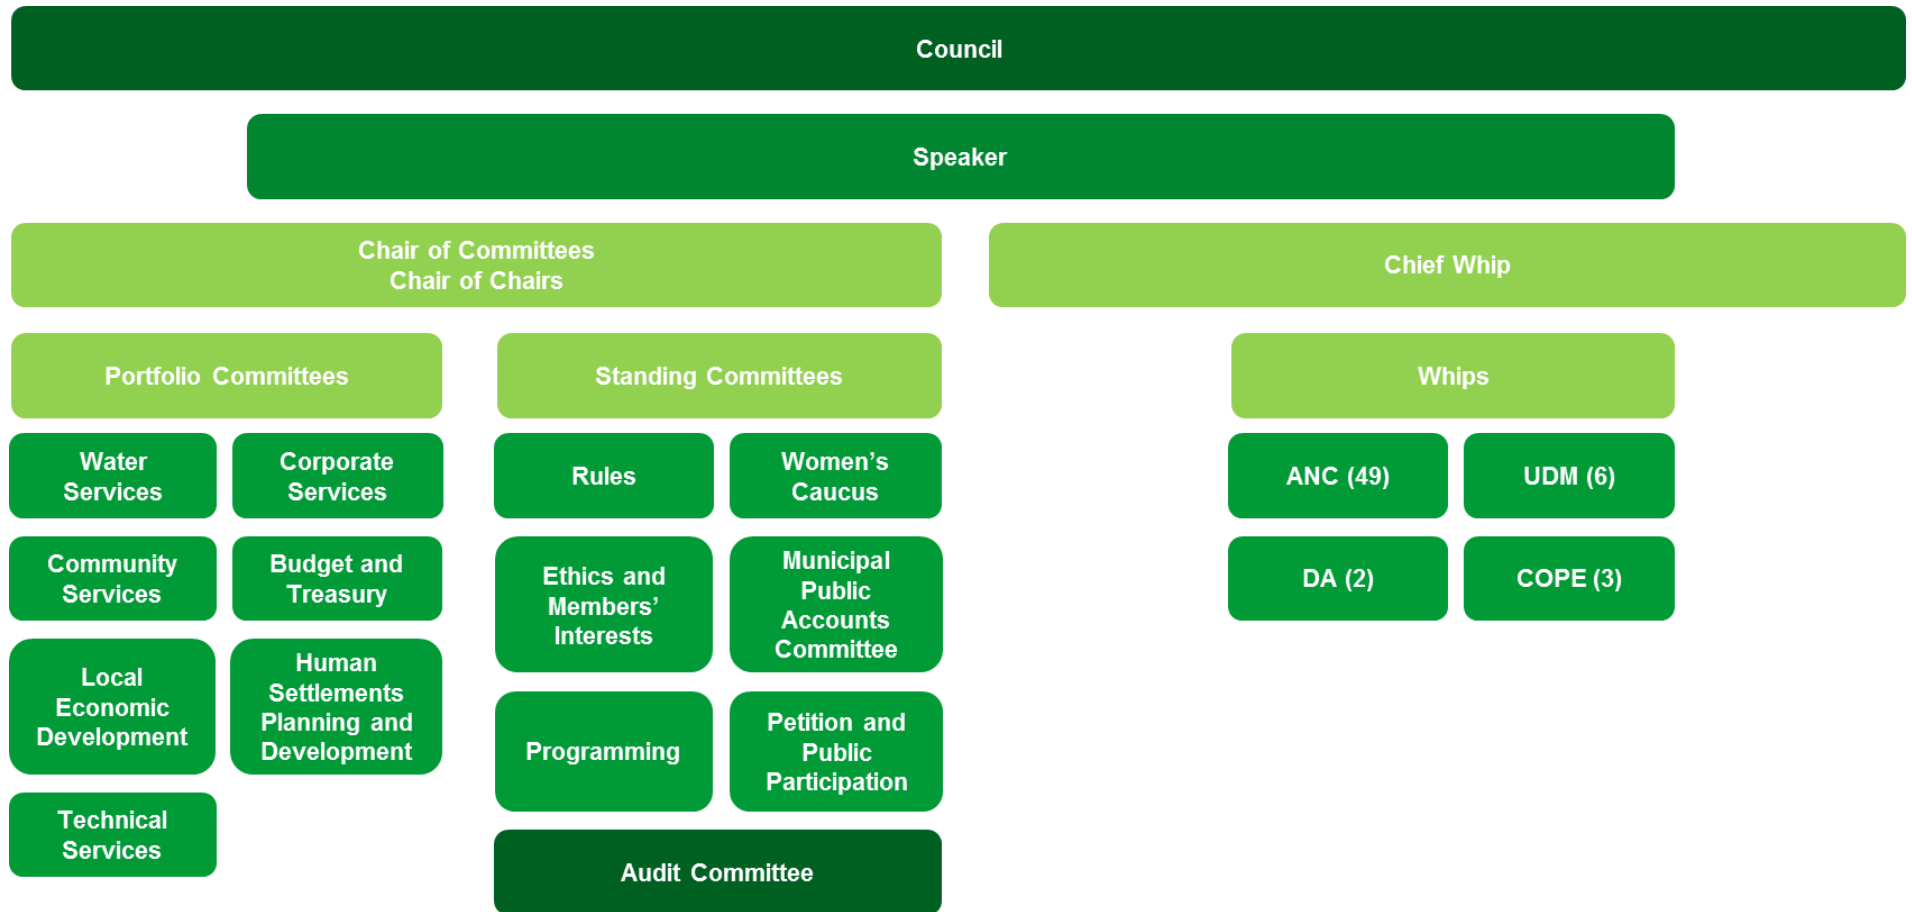 Council
Speaker
Chair of Committees
Chair of Chairs
Chief Whip
Portfolio Committees
Standing Committees
Whips
Water
Services
Corporate
Services
Rules
Women’s
Caucus
ANC (49)
UDM (6)
Community
Services
Budget and
Treasury
Ethics and
Members’
Interests
Municipal
Public
Accounts
Committee
DA (2)
COPE (3)
Local
Economic
Development
Human
Settlements
Planning and
Development
Programming
Petition and
Public
Participation
Technical
Services
Audit Committee